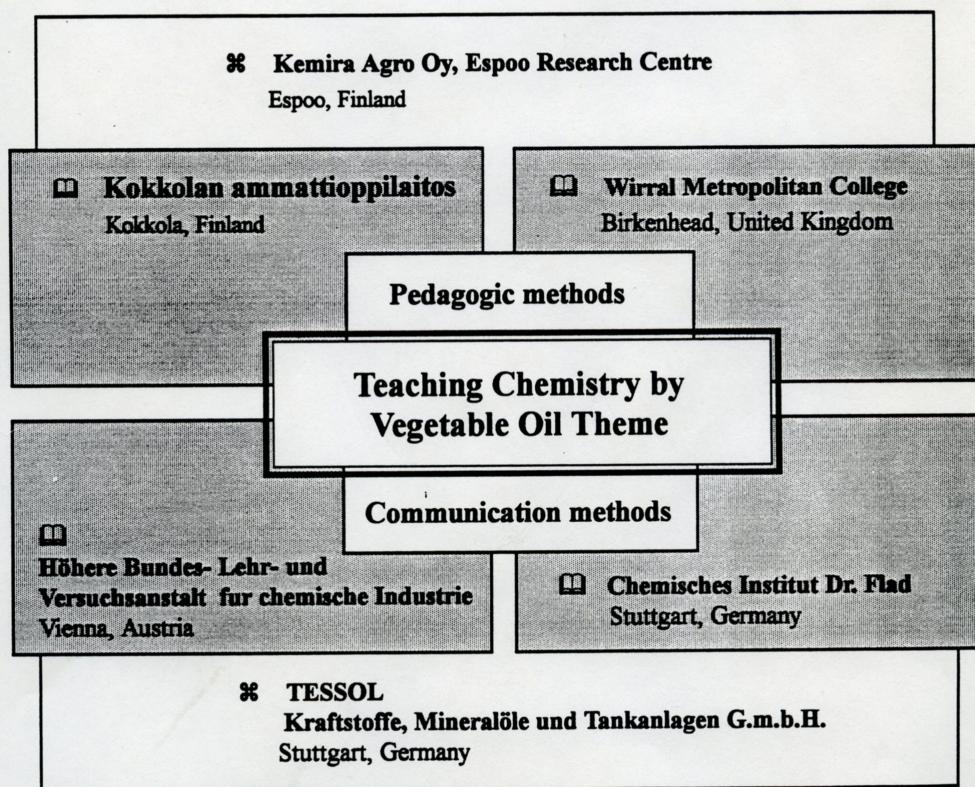 ⌘ Kemira Agro Oy, Espoo Research Centre
Espoo, Finland
🕮 Kokkolan ammattioppilaitos
Kokkola, Finland
🕮 Wirral Metropolitan College
Birkenhead, United Kingdom
Pedagogic methods
Teaching Chemistry by
Vegetable Oil Theme
Communication methods
🕮
Höhere Bundes- Lehr- und
Versuchsanstalt fur chemische Industrie
Vienna, Austria
🕮 Chemisches Institut Dr. Flad
Stuttgart, Germany
⌘ TESSOL
Kraftstoffe, Mineralöle und Tankanlagen G.m.b.H.
Stuttgart, Germany